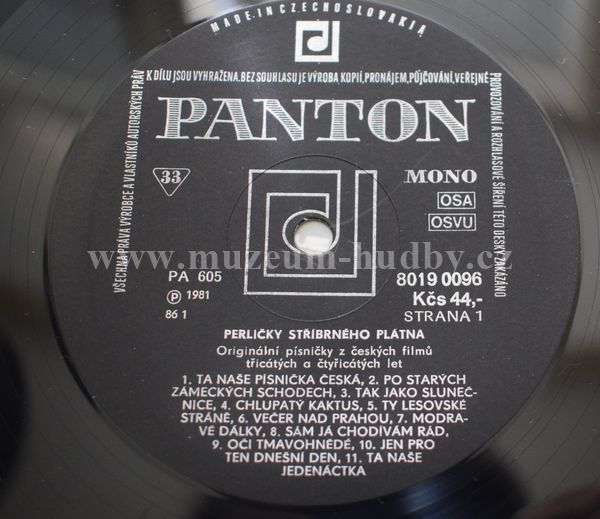 MADE IN CZECHOSLOVAKIA
VŠECHNA PRÁVA VÝROBCE A VLASTNÍKŮ AUTORSKÝCH PRÁV K DÍLU JSOU VYHRAŽENA. BEZ SOUHLASU JE VÝROBA KOPIÍ, PRONÁJEM, PŮJČOVÁNÍ, VEŘEJNÉ PROVOZOVÁNÍ A ROZHLASOVÉ ŠÍŘENÍ TÉTO DESKY ZAKÁZÁNO
PANTON
33
MONO
OSA
OSVU
www.muzeum-hudby.cz
PA 605
8019 0096
Ⓟ 1981
Kčs 44,-
86 1
STRANA 1
PERLIČKY STŘÍBRNÉHO PLÁTNA
Originální písničky z českých filmů
třicátých a čtyřicátých let
1. TA NAŠE PÍSNIČKA ČESKÁ, 2. PO STARÝCH
ZÁMECKÝCH SCHODECH, 3. TAK JAKO SLUNEČ-
NICE, 4. CHLUPATÝ KAKTUS, 5. TY LESOVSKÉ
STRÁNĚ, 6. VEČER NAD PRAHOU, 7. MODRA-
VÉ DÁLKY, 8. SÁM JÁ CHODÍVÁM RÁD,
9. OČI TMAVOHNĚDÉ, 10. JEN PRO
TEN DNEŠNÍ DEN, 11. TA NAŠE
JEDENÁCTKA